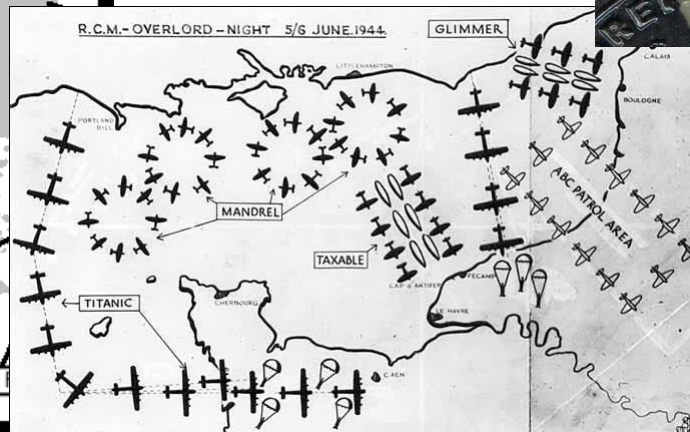 R.C.M.-OVERLORD-NIGHT 5/6 JUNE.1944.
GLIMMER
CALAIS
LITTLEHAMPTON
BOULOGNE
PORTLAND
BILL
ABC PATROL AREA
MANDREL
TAXABLE
CAP d'ANTIFER
FECAMP
TITANIC
CHERBOURG
LE HAVRE
CAEN